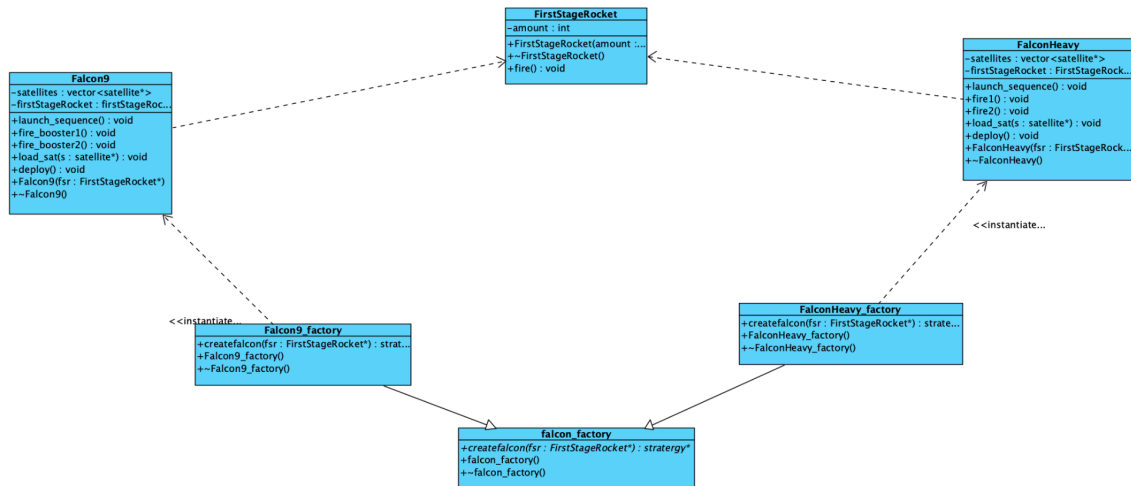 FirstStageRocket
-amount : int
+FirstStageRocket(amount :...
+~FirstStageRocket()
+fire() : void
Falcon9
-satellites : vector<satellite*>
-firstStageRocket : firstStageRoc...
+launch_sequence() : void
+fire_booster1() : void
+fire_booster2() : void
+load_sat(s : satellite*) : void
+deploy() : void
+Falcon9(fsr : FirstStageRocket*)
+~Falcon9()
FalconHeavy
-satellites : vector<satellite*>
-firstStageRocket : FirstStageRock...
+launch_sequence() : void
+fire1() : void
+fire2() : void
+load_sat(s : satellite*) : void
+deploy() : void
+FalconHeavy(fsr : FirstStageRock...
+~FalconHeavy()
<<instantiate...
<<instantiate...
Falcon9_factory
+createfalcon(fsr : FirstStageRocket*) : strat...
+Falcon9_factory()
+~Falcon9_factory()
FalconHeavy_factory
+createfalcon(fsr : FirstStageRocket*) : strate...
+FalconHeavy_factory()
+~FalconHeavy_factory()
falcon_factory
+createfalcon(fsr : FirstStageRocket*) : stratergy*
+falcon_factory()
+~falcon_factory()